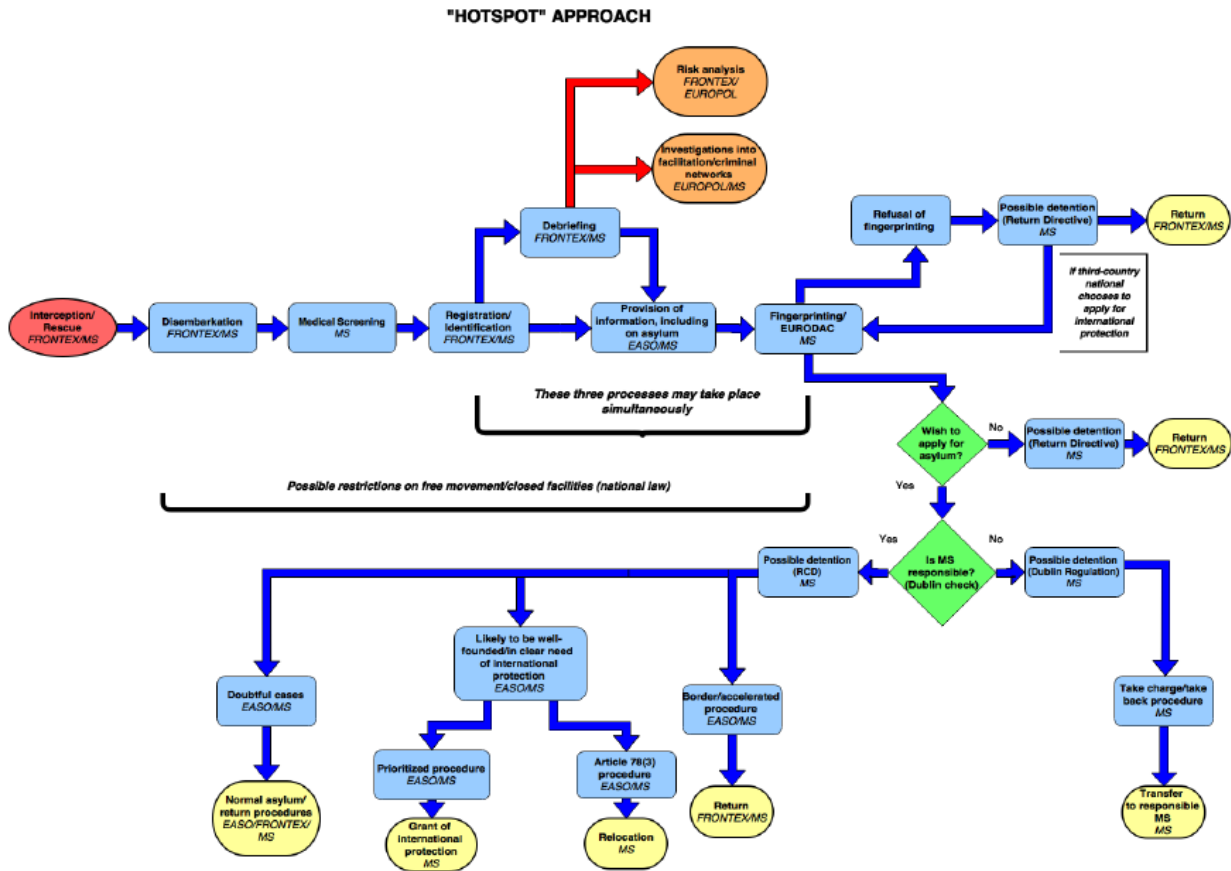 "HOTSPOT" APPROACH
Risk analysis
FRONTEX/
EUROPOL
Investigations into
facilitation/criminal
networks
EUROPOL/MS
Debriefing
FRONTEX/MS
Refusal of
fingerprinting
Possible detention
(Return Directive)
MS
Return
FRONTEX/MS
If third-country
national
chooses to
apply for
international
protection
Interception/
Rescue
FRONTEX/MS
Disembarkation
FRONTEX/MS
Medical Screening
MS
Registration/
Identification
FRONTEX/MS
Provision of
information, including
on asylum
EASO/MS
Fingerprinting/
EURODAC
MS
These three processes may take place
simultaneously
Wish to
apply for
asylum?
No
Possible detention
(Return Directive)
MS
Return
FRONTEX/MS
Yes
Possible restrictions on free movement/closed facilities (national law)
Yes
No
Possible detention
(RCD)
MS
Is MS
responsible?
(Dublin check)
Possible detention
(Dublin Regulation)
MS
Likely to be well-
founded/in clear need
of international
protection
EASO/MS
Doubtful cases
EASO/MS
Border/accelerated
procedure
EASO/MS
Take charge/take
back procedure
MS
Prioritized procedure
EASO/MS
Article 78(3)
procedure
EASO/MS
Normal asylum/
return procedures
EASO/FRONTEX/
MS
Grant of
international
protection
MS
Relocation
MS
Return
FRONTEX/MS
Transfer
to responsible
MS
MS